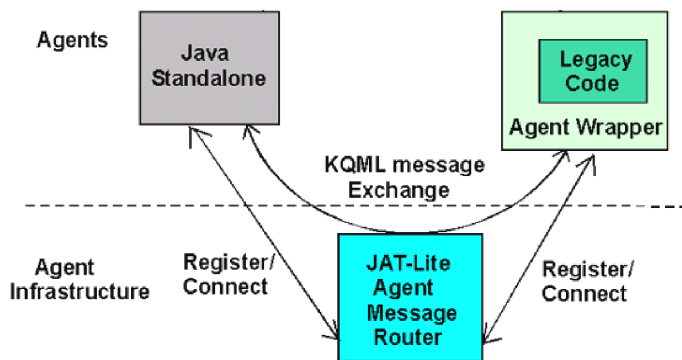 Agents
Java
Standalone
Legacy
Code
Agent Wrapper
KQML message
Exchange
Agent
Infrastructure
Register/
Connect
JAT-Lite
Agent
Message
Router
Register/
Connect